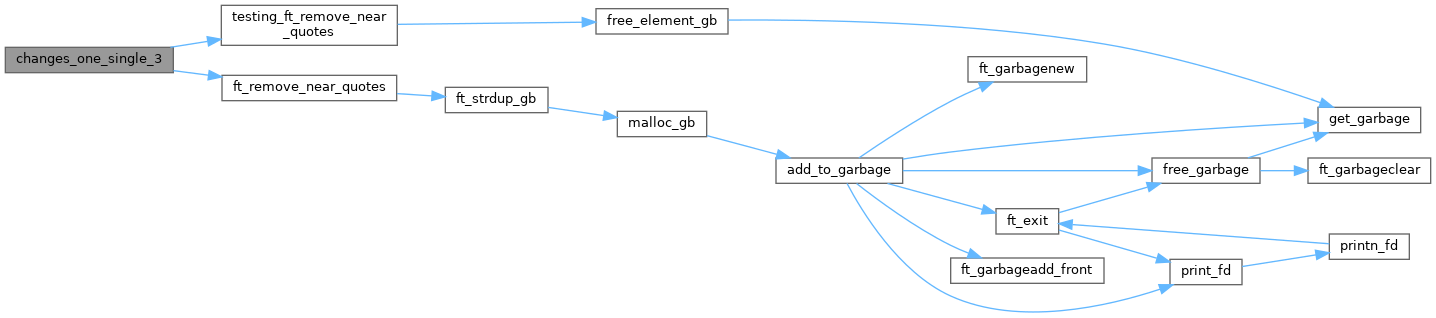 changes_one_single_3
testing_ft_remove_near
_quotes
ft_remove_near_quotes
free_element_gb
ft_strdup_gb
malloc_gb
add_to_garbage
ft_garbagenew
ft_exit
ft_garbageadd_front
free_garbage
print_fd
get_garbage
ft_garbageclear
printn_fd